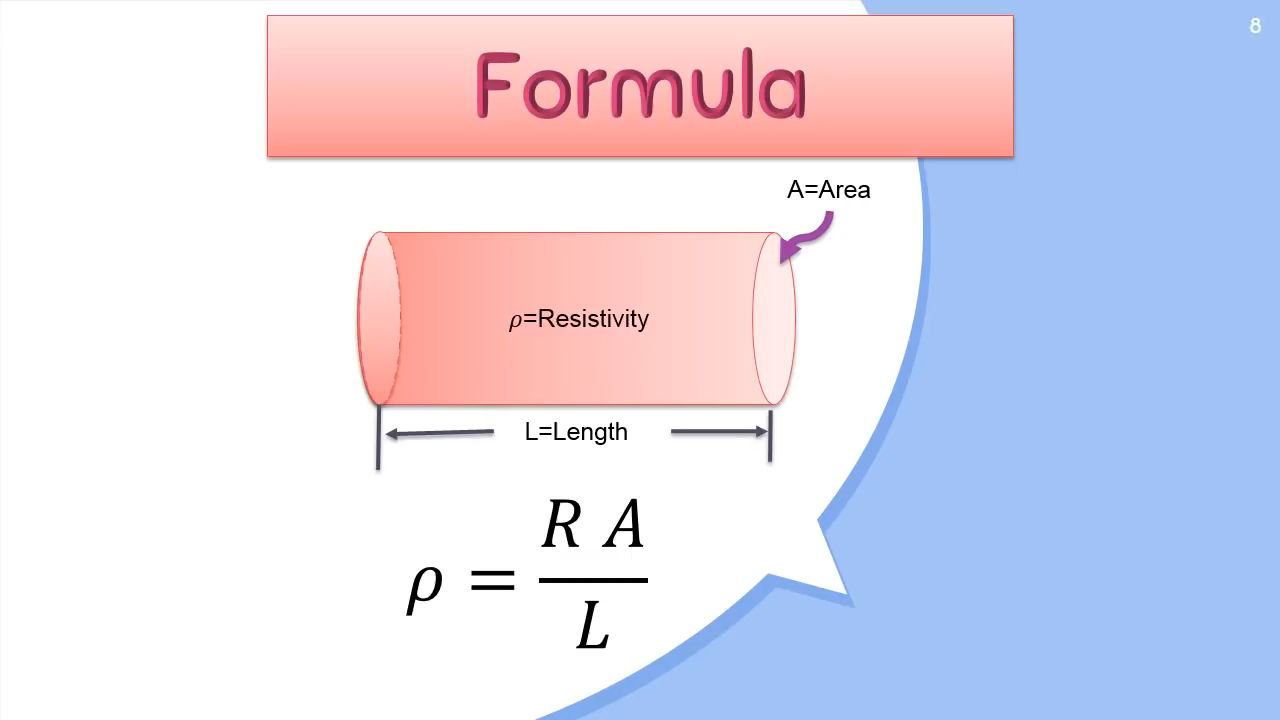 8
Formula
A=Area
𝜌=Resistivity
L=Length
𝜌 = R A / L